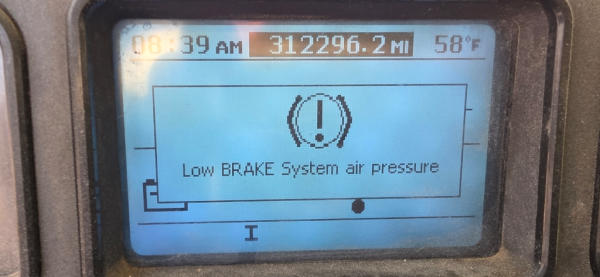 08:39 AM 312296.2 MI 58°F
!
Low BRAKE System air pressure
I